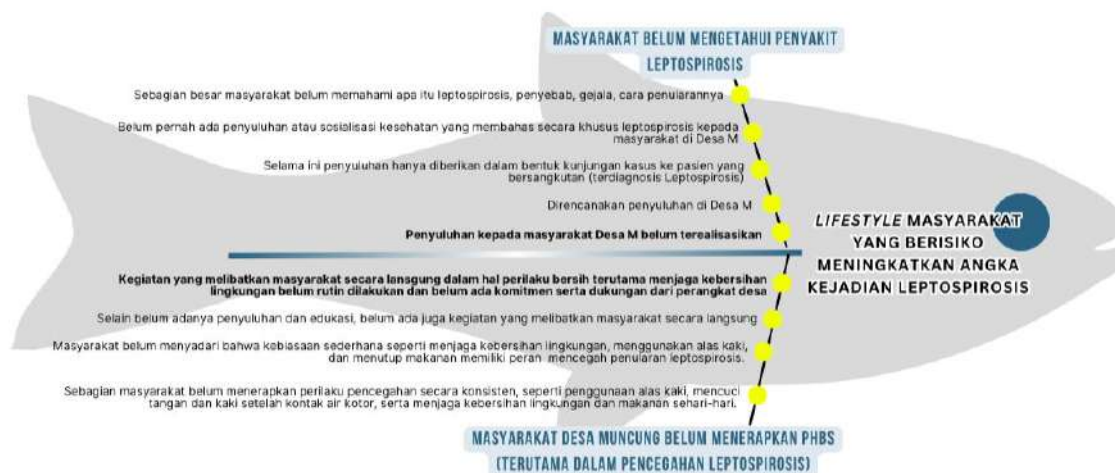 MASYARAKAT BELUM MENGETAHUI PENYAKIT
LEPTOSPIROSIS
Sebagian besar masyarakat belum memahami apa itu leptospirosis, penyebab, gejala, cara penularannya
Belum pernah ada penyuluhan atau sosialisasi kesehatan yang membahas secara khusus leptospirosis kepada
masyarakat di Desa M
Selama ini penyuluhan hanya diberikan dalam bentuk kunjungan kasus ke pasien yang
bersangkutan (terdiagnosis Leptospirosis)
Direncanakan penyuluhan di Desa M
Penyuluhan kepada masyarakat Desa M belum terealisasikan
LIFESTYLE MASYARAKAT
YANG BERISIKO
MENINGKATKAN ANGKA
KEJADIAN LEPTOSPIROSIS
Kegiatan yang melibatkan masyarakat secara lansgung dalam hal perilaku bersih terutama menjaga kebersihan
lingkungan belum rutin dilakukan dan belum ada komitmen serta dukungan dari perangkat desa
Selain belum adanya penyuluhan dan edukasi, belum ada juga kegiatan yang melibatkan masyarakat secara langsung
Masyarakat belum menyadari bahwa kebiasaan sederhana seperti menjaga kebersihan lingkungan, menggunakan alas kaki,
dan menutup makanan memiliki peran mencegah penularan leptospirosis.
Sebagian masyarakat belum menerapkan perilaku pencegahan secara konsisten, seperti penggunaan alas kaki, mencuci
tangan dan kaki setelah kontak air kotor, serta menjaga kebersihan lingkungan dan makanan sehari-hari.
MASYARAKAT DESA MUNCUNG BELUM MENERAPKAN PHBS
(TERUTAMA DALAM PENCEGAHAN LEPTOSPIROSIS)